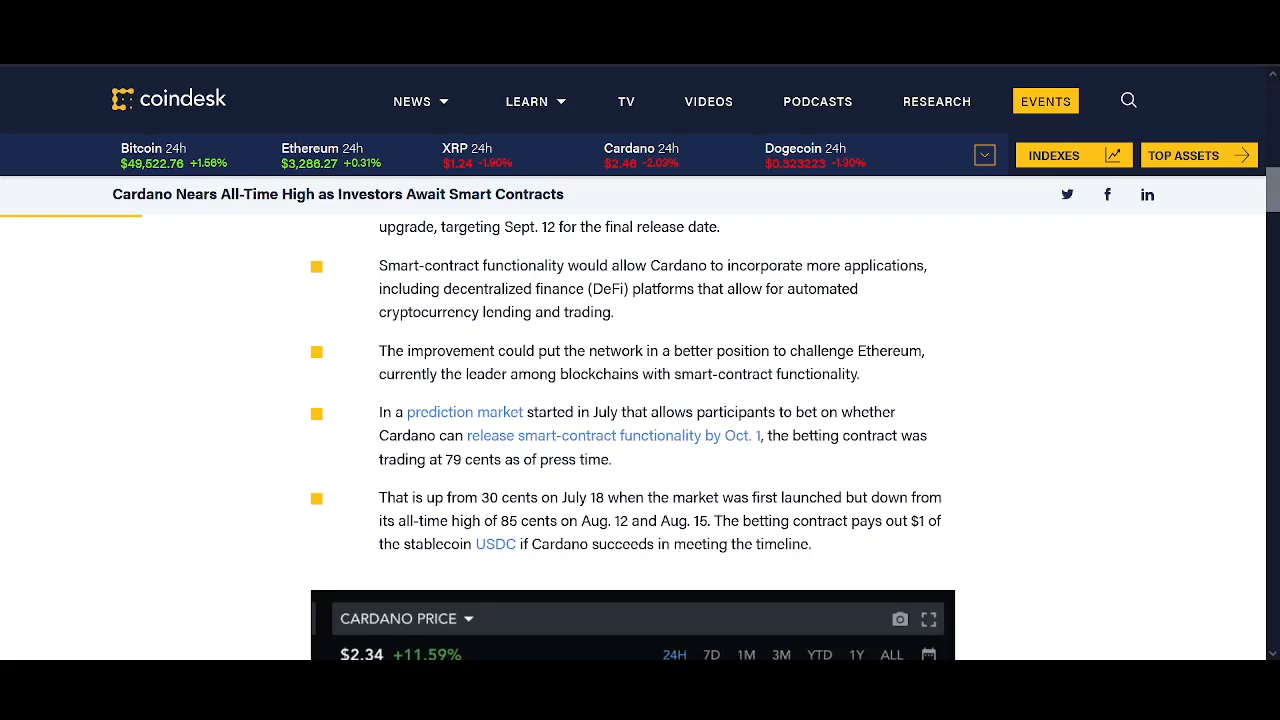 coindesk
NEWS LEARN TV VIDEOS PODCASTS RESEARCH EVENTS
Bitcoin 24h Ethereum 24h XRP 24h Cardano 24h Dogecoin 24h
$49,522.76 +1.56% $3,286.27 +0.31% $1.24 -1.90% $2.46 -2.03% $0.323223 -1.30%
INDEXES TOP ASSETS
Cardano Nears All-Time High as Investors Await Smart Contracts
upgrade, targeting Sept. 12 for the final release date.
Smart-contract functionality would allow Cardano to incorporate more applications,
including decentralized finance (DeFi) platforms that allow for automated
cryptocurrency lending and trading.
The improvement could put the network in a better position to challenge Ethereum,
currently the leader among blockchains with smart-contract functionality.
In a prediction market started in July that allows participants to bet on whether
Cardano can release smart-contract functionality by Oct. 1, the betting contract was
trading at 79 cents as of press time.
That is up from 30 cents on July 18 when the market was first launched but down from
its all-time high of 85 cents on Aug. 12 and Aug. 15. The betting contract pays out $1 of
the stablecoin USDC if Cardano succeeds in meeting the timeline.
CARDANO PRICE
$2.34 +11.59% 24H 7D 1M 3M YTD 1Y ALL